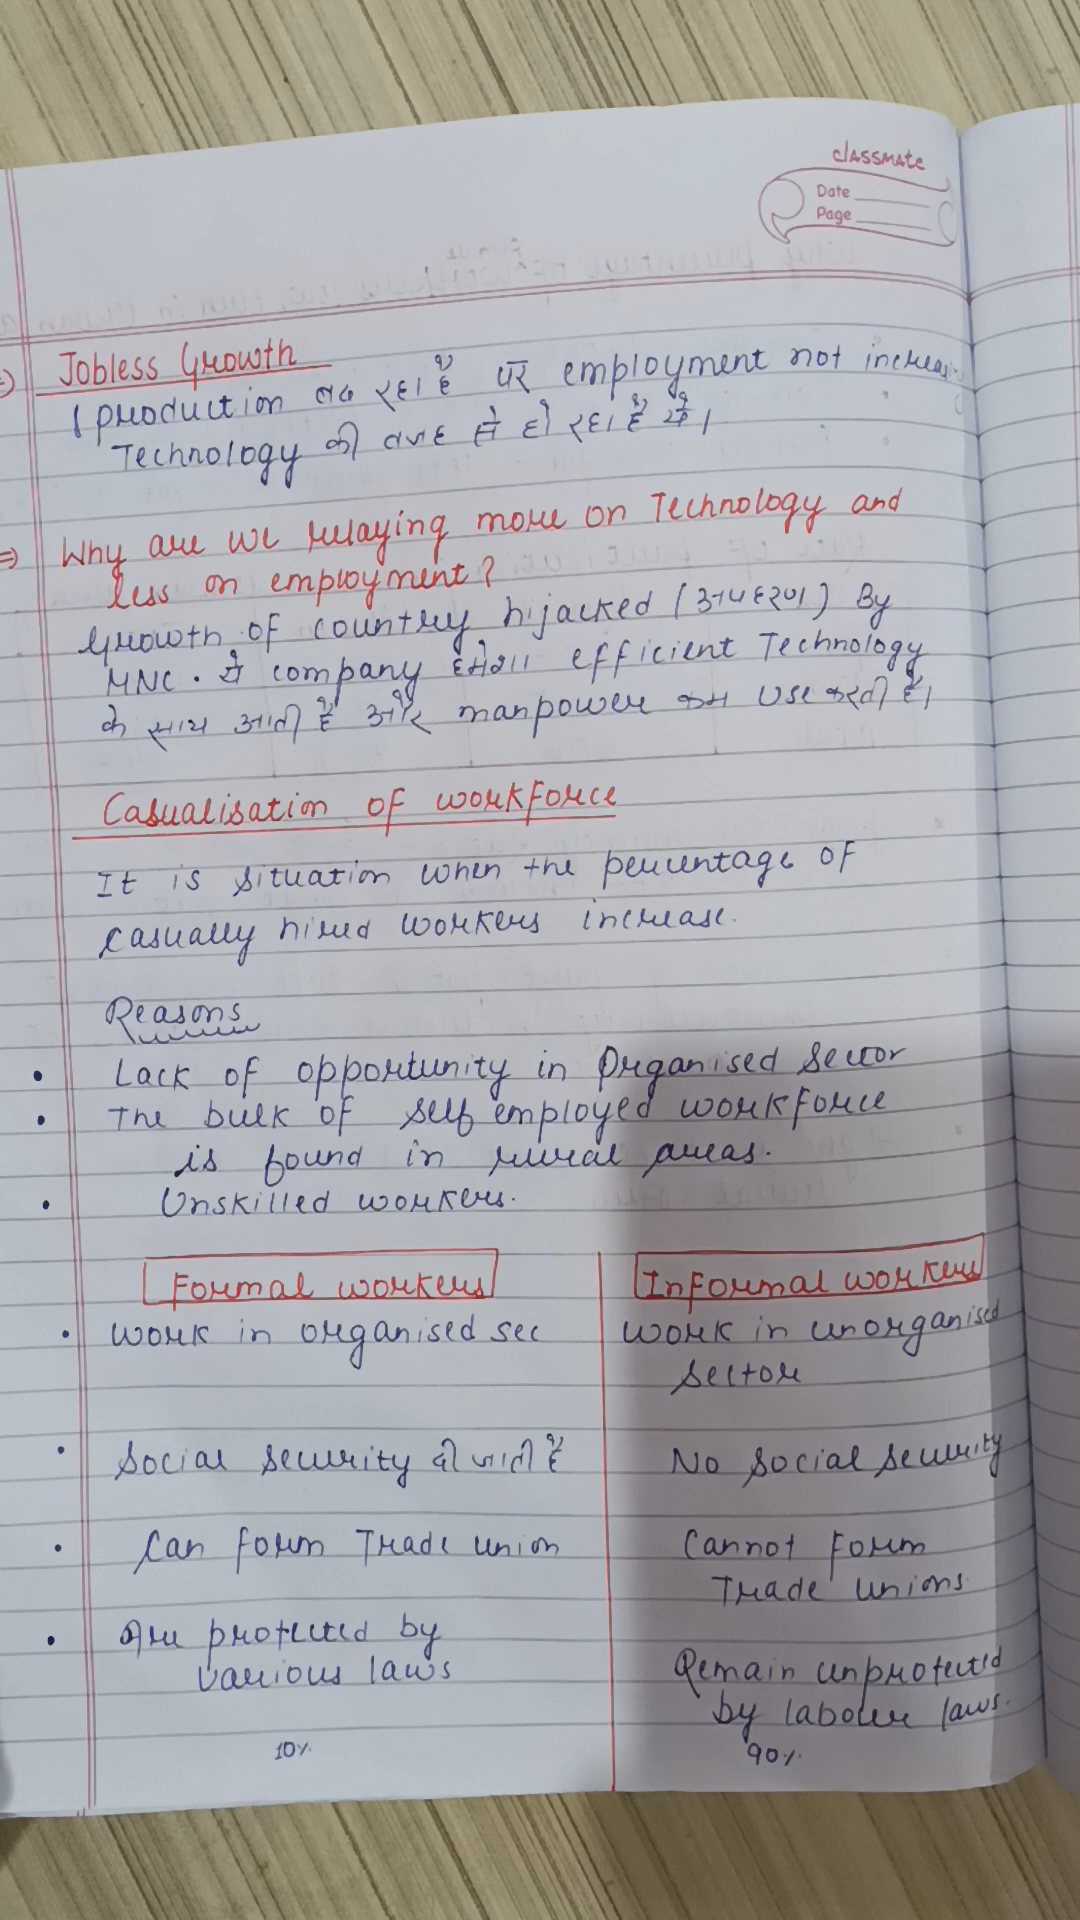 classmate
Date
Page
Jobless Growth
(production बढ़ रहा है पर employment not increasing
Technology की वजह से हो रहा है ये।
⇒ Why are we relaying more on Technology and
less on employment?
Growth of country hijacked (अपहरण) By
MNC. ये company हमेशा efficient Technology
के साथ आती है और manpower कम use करती है।
Casualisation of workforce
It is situation when the percentage of
casually hired workers increase.
Reasons
• Lack of opportunity in Organised sector
• The bulk of self employed workforce
is found in rural areas.
• Unskilled workers.
Formal workers
Informal workers
• work in organised sec
work in unorganised
sector
• Social security दी जाती है
No social security
• Can form Trade union
Cannot form
Trade unions
• Are protected by
various laws
Remain unprotected
by labour laws.
10%
90%